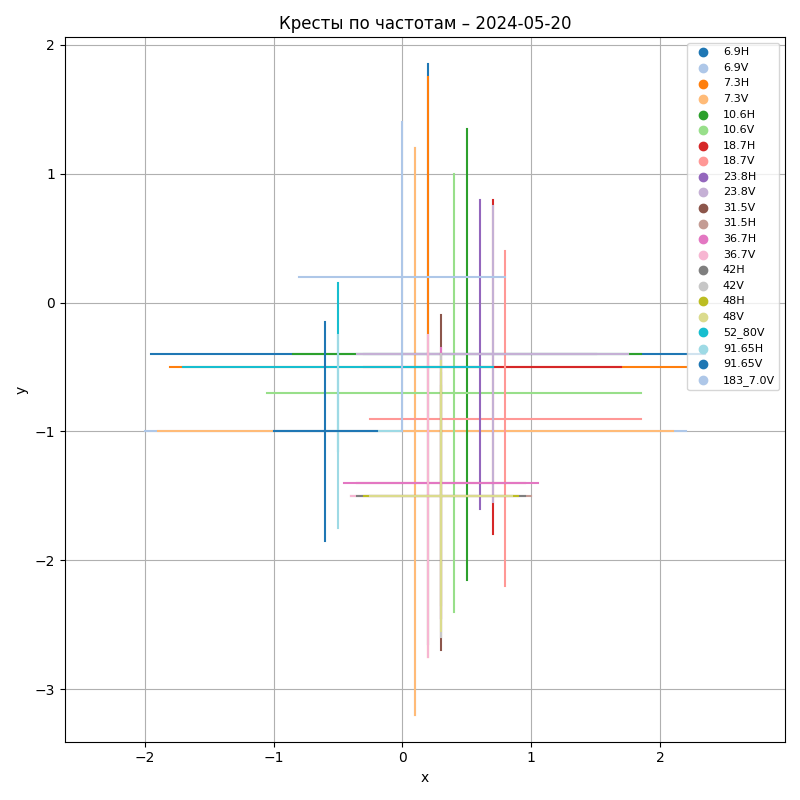 Кресты по частотам – 2024-05-20
6.9H
6.9V
7.3H
7.3V
10.6H
10.6V
18.7H
18.7V
23.8H
23.8V
31.5V
31.5H
36.7H
36.7V
42H
42V
48H
48V
52_80V
91.65H
91.65V
183_7.0V
2
1
0
−1
−2
−3
y
−2 −1 0 1 2
x